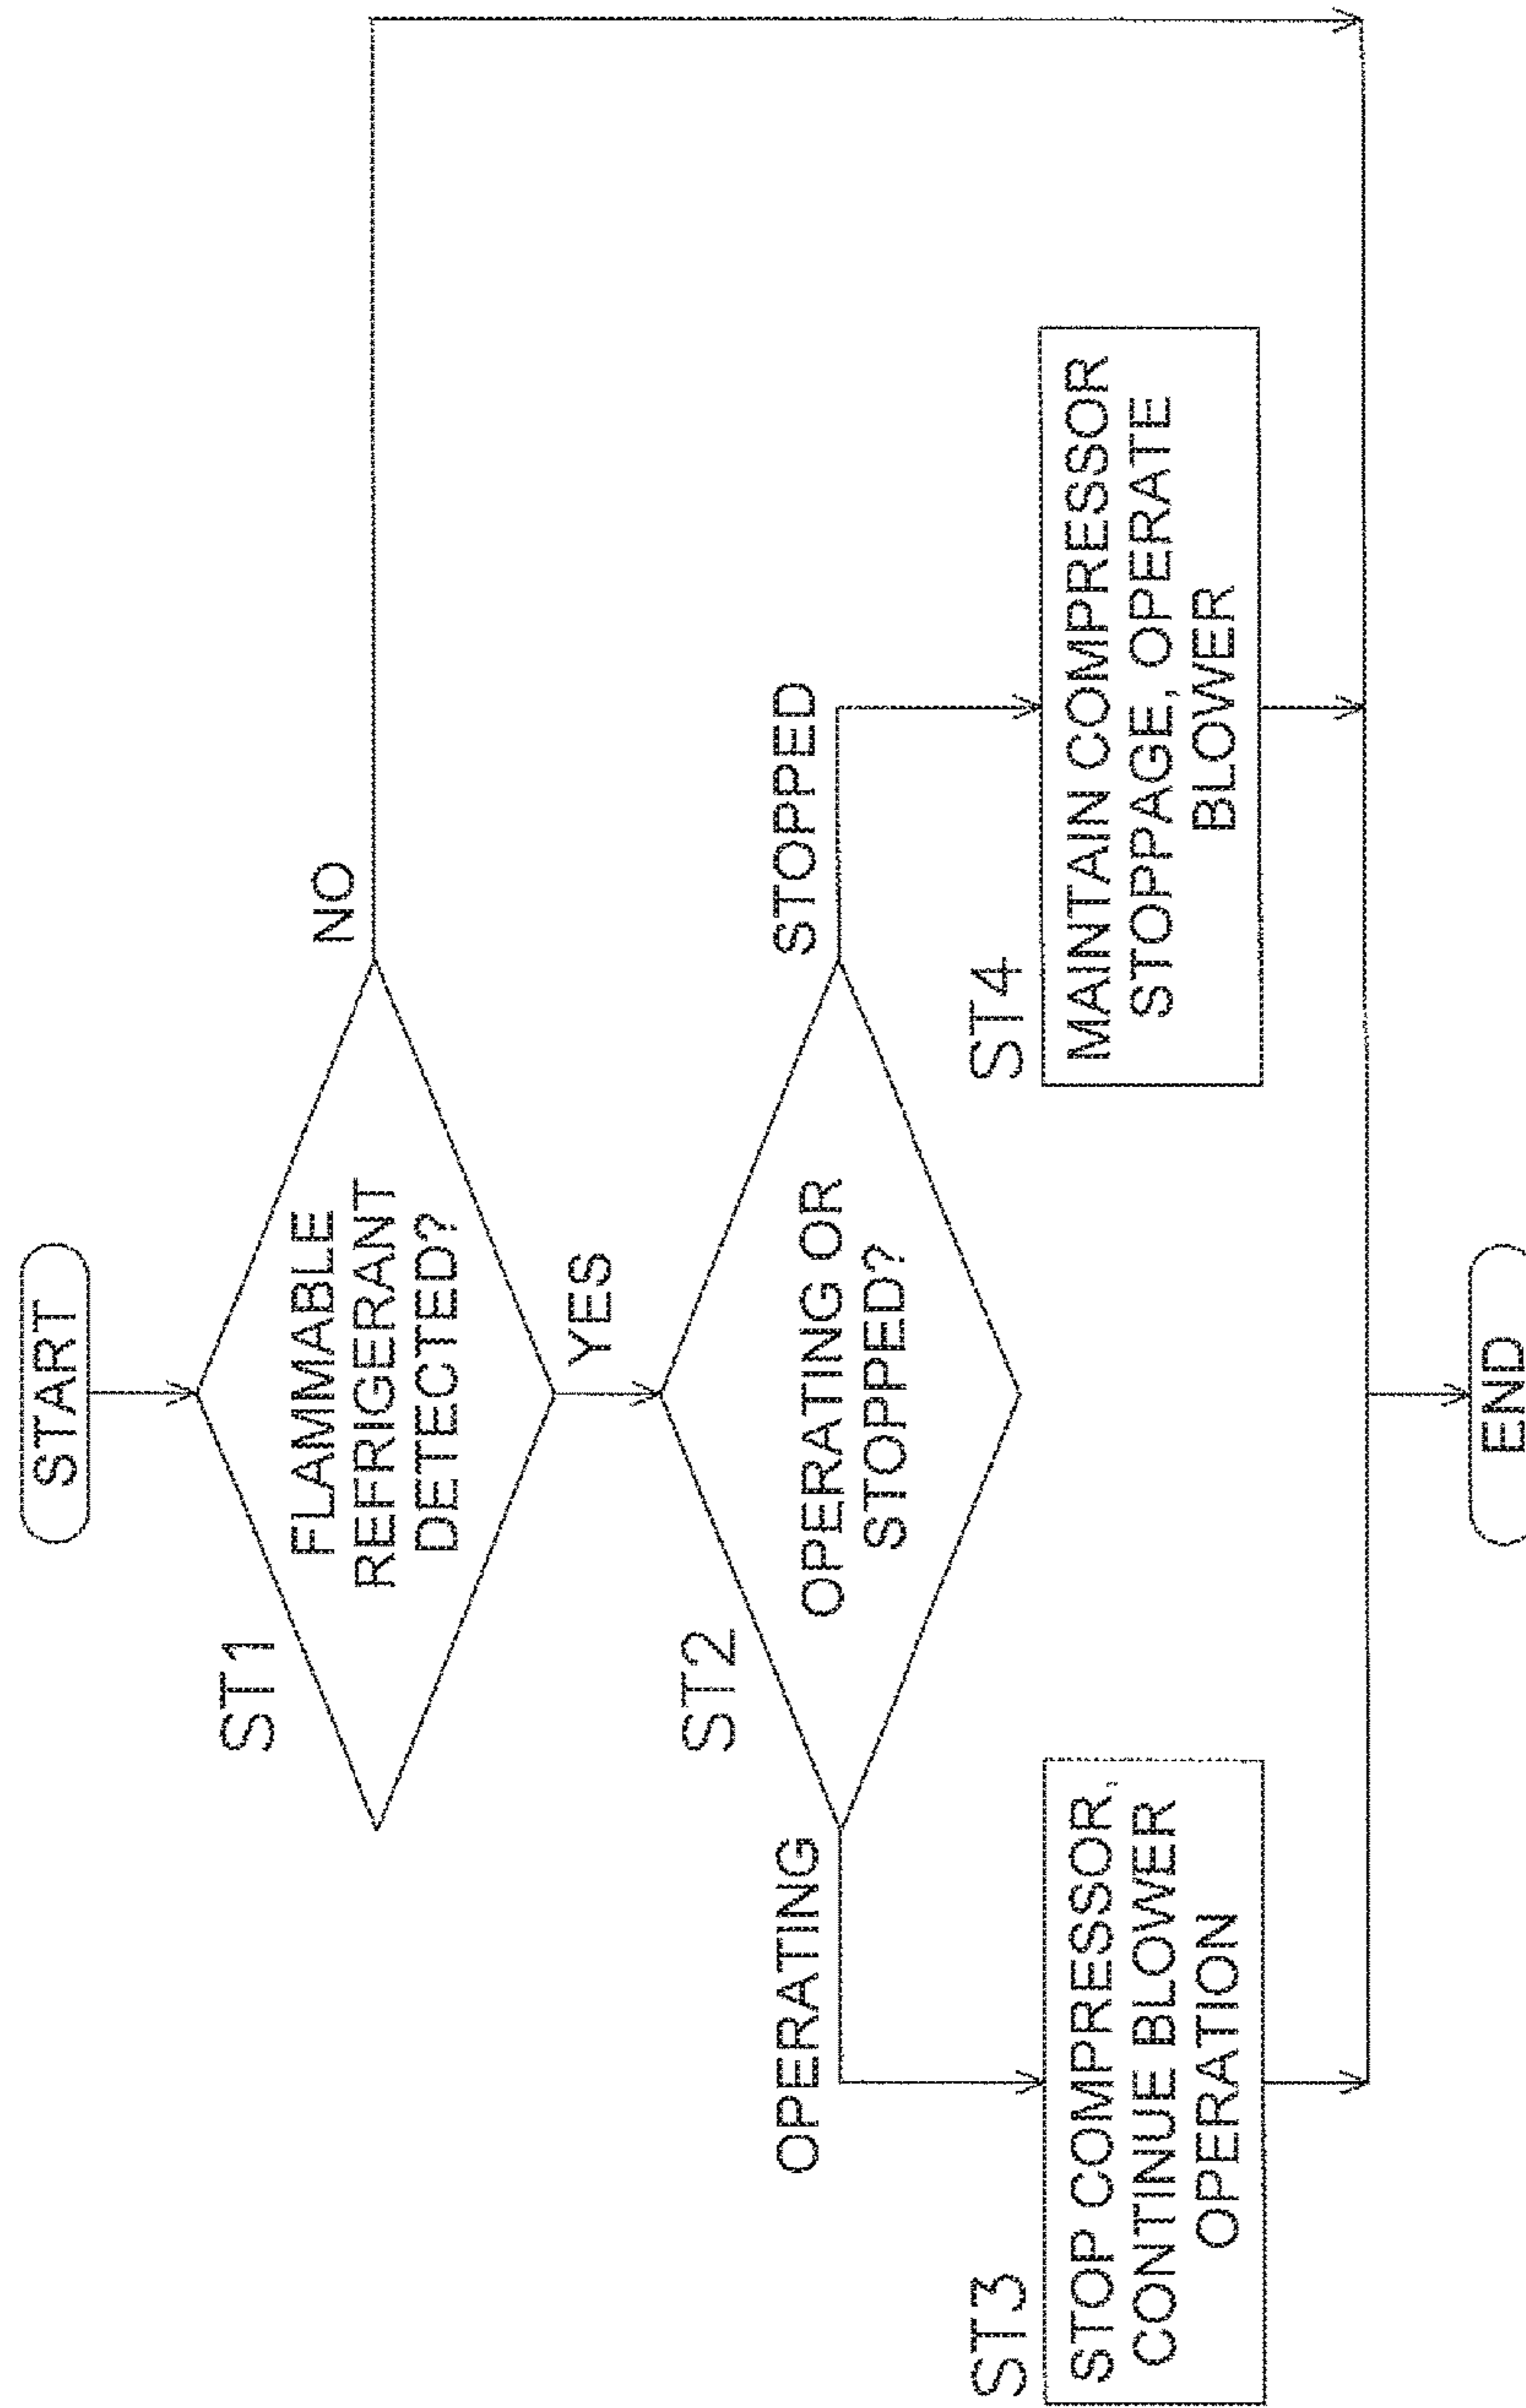 START
ST1
FLAMMABLE
REFRIGERANT
DETECTED?
NO
YES
ST2
OPERATING OR
STOPPED?
OPERATING
STOPPED
ST3
STOP COMPRESSOR,
CONTINUE BLOWER
OPERATION
ST4
MAINTAIN COMPRESSOR
STOPPAGE, OPERATE
BLOWER
END